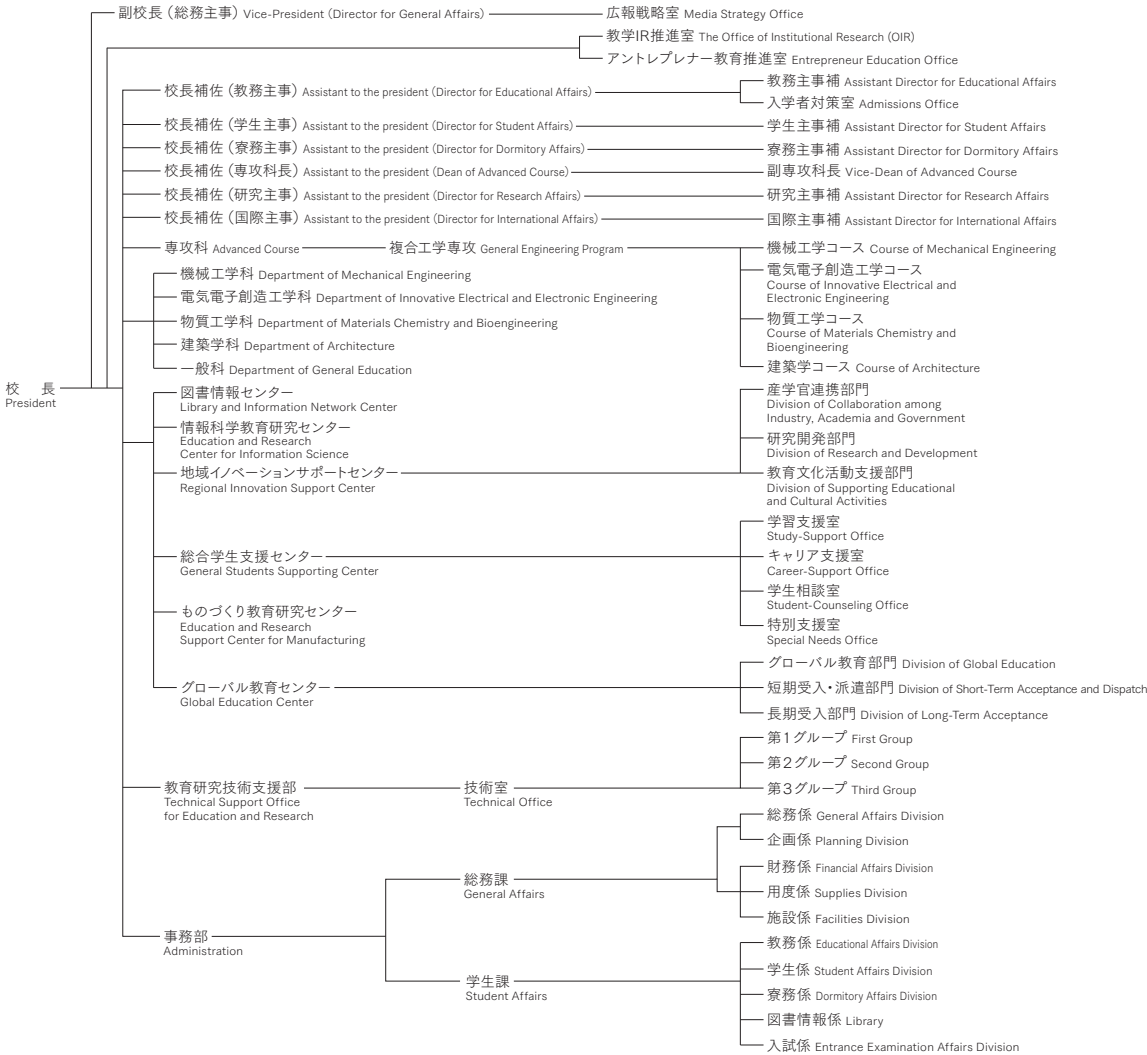 副校長（総務主事） Vice-President (Director for General Affairs)
広報戦略室 Media Strategy Office
教学IR推進室 The Office of Institutional Research (OIR)
アントレプレナー教育推進室 Entrepreneur Education Office
校長補佐（教務主事） Assistant to the president (Director for Educational Affairs)
教務主事補 Assistant Director for Educational Affairs
入学者対策室 Admissions Office
校長補佐（学生主事） Assistant to the president (Director for Student Affairs)
学生主事補 Assistant Director for Student Affairs
校長補佐（寮務主事） Assistant to the president (Director for Dormitory Affairs)
寮務主事補 Assistant Director for Dormitory Affairs
校長補佐（専攻科長） Assistant to the president (Dean of Advanced Course)
副専攻科長 Vice-Dean of Advanced Course
校長補佐（研究主事） Assistant to the president (Director for Research Affairs)
研究主事補 Assistant Director for Research Affairs
校長補佐（国際主事） Assistant to the president (Director for International Affairs)
国際主事補 Assistant Director for International Affairs
専攻科 Advanced Course
複合工学専攻 General Engineering Program
機械工学コース Course of Mechanical Engineering
電気電子創造工学コース
Course of Innovative Electrical and
Electronic Engineering
物質工学コース
Course of Materials Chemistry and
Bioengineering
建築学コース Course of Architecture
機械工学科 Department of Mechanical Engineering
電気電子創造工学科 Department of Innovative Electrical and Electronic Engineering
物質工学科 Department of Materials Chemistry and Bioengineering
建築学科 Department of Architecture
一般科 Department of General Education
校　長
President
図書情報センター
Library and Information Network Center
情報科学教育研究センター
Education and Research
Center for Information Science
地域イノベーションサポートセンター
Regional Innovation Support Center
産学官連携部門
Division of Collaboration among
Industry, Academia and Government
研究開発部門
Division of Research and Development
教育文化活動支援部門
Division of Supporting Educational
and Cultural Activities
総合学生支援センター
General Students Supporting Center
学習支援室
Study-Support Office
キャリア支援室
Career-Support Office
学生相談室
Student-Counseling Office
特別支援室
Special Needs Office
ものづくり教育研究センター
Education and Research
Support Center for Manufacturing
グローバル教育センター
Global Education Center
グローバル教育部門 Division of Global Education
短期受入・派遣部門 Division of Short-Term Acceptance and Dispatch
長期受入部門 Division of Long-Term Acceptance
教育研究技術支援部
Technical Support Office
for Education and Research
技術室
Technical Office
第1グループ First Group
第2グループ Second Group
第3グループ Third Group
事務部
Administration
総務課
General Affairs
総務係 General Affairs Division
企画係 Planning Division
財務係 Financial Affairs Division
用度係 Supplies Division
施設係 Facilities Division
学生課
Student Affairs
教務係 Educational Affairs Division
学生係 Student Affairs Division
寮務係 Dormitory Affairs Division
図書情報係 Library
入試係 Entrance Examination Affairs Division